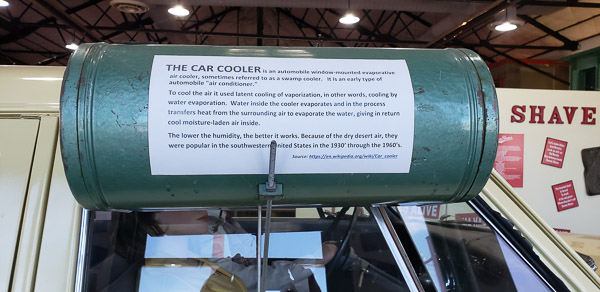 THE CAR COOLER is an automobile window-mounted evaporative
air cooler, sometimes referred to as a swamp cooler. It is an early type of
automobile "air conditioner."
To cool the air it used latent cooling of vaporization, in other words, cooling by
water evaporation. Water inside the cooler evaporates and in the process
transfers heat from the surrounding air to evaporate the water, giving in return
cool moisture-laden air inside.
The lower the humidity, the better it works. Because of the dry desert air, they
were popular in the southwestern United States in the 1930' through the 1960's.
Source: https://en.wikipedia.org/wiki/Car_cooler
SHAVE